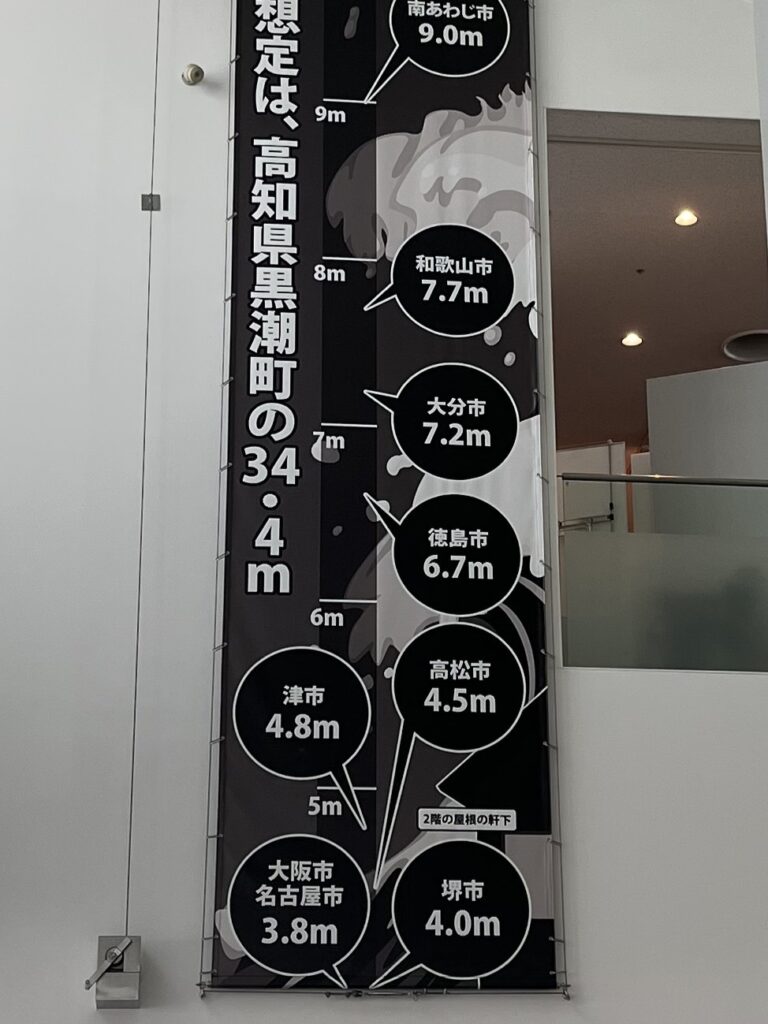 想定は、高知県黒潮町の34・4m
南あわじ市
9.0m
9m
8m
和歌山市
7.7m
大分市
7.2m
7m
徳島市
6.7m
6m
高松市
4.5m
津市
4.8m
5m
2階の屋根の軒下
大阪市
名古屋市
3.8m
堺市
4.0m